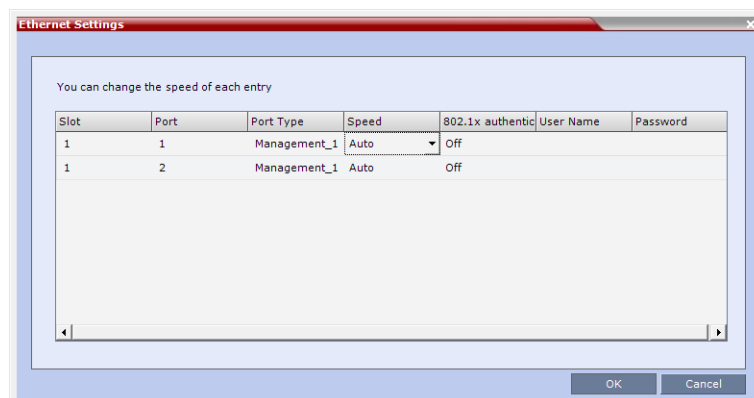 Ethernet Settings
You can change the speed of each entry
Slot Port Port Type Speed 802.1x authentic User Name Password
1 1 Management_1 Auto Off
1 2 Management_1 Auto Off
OK Cancel